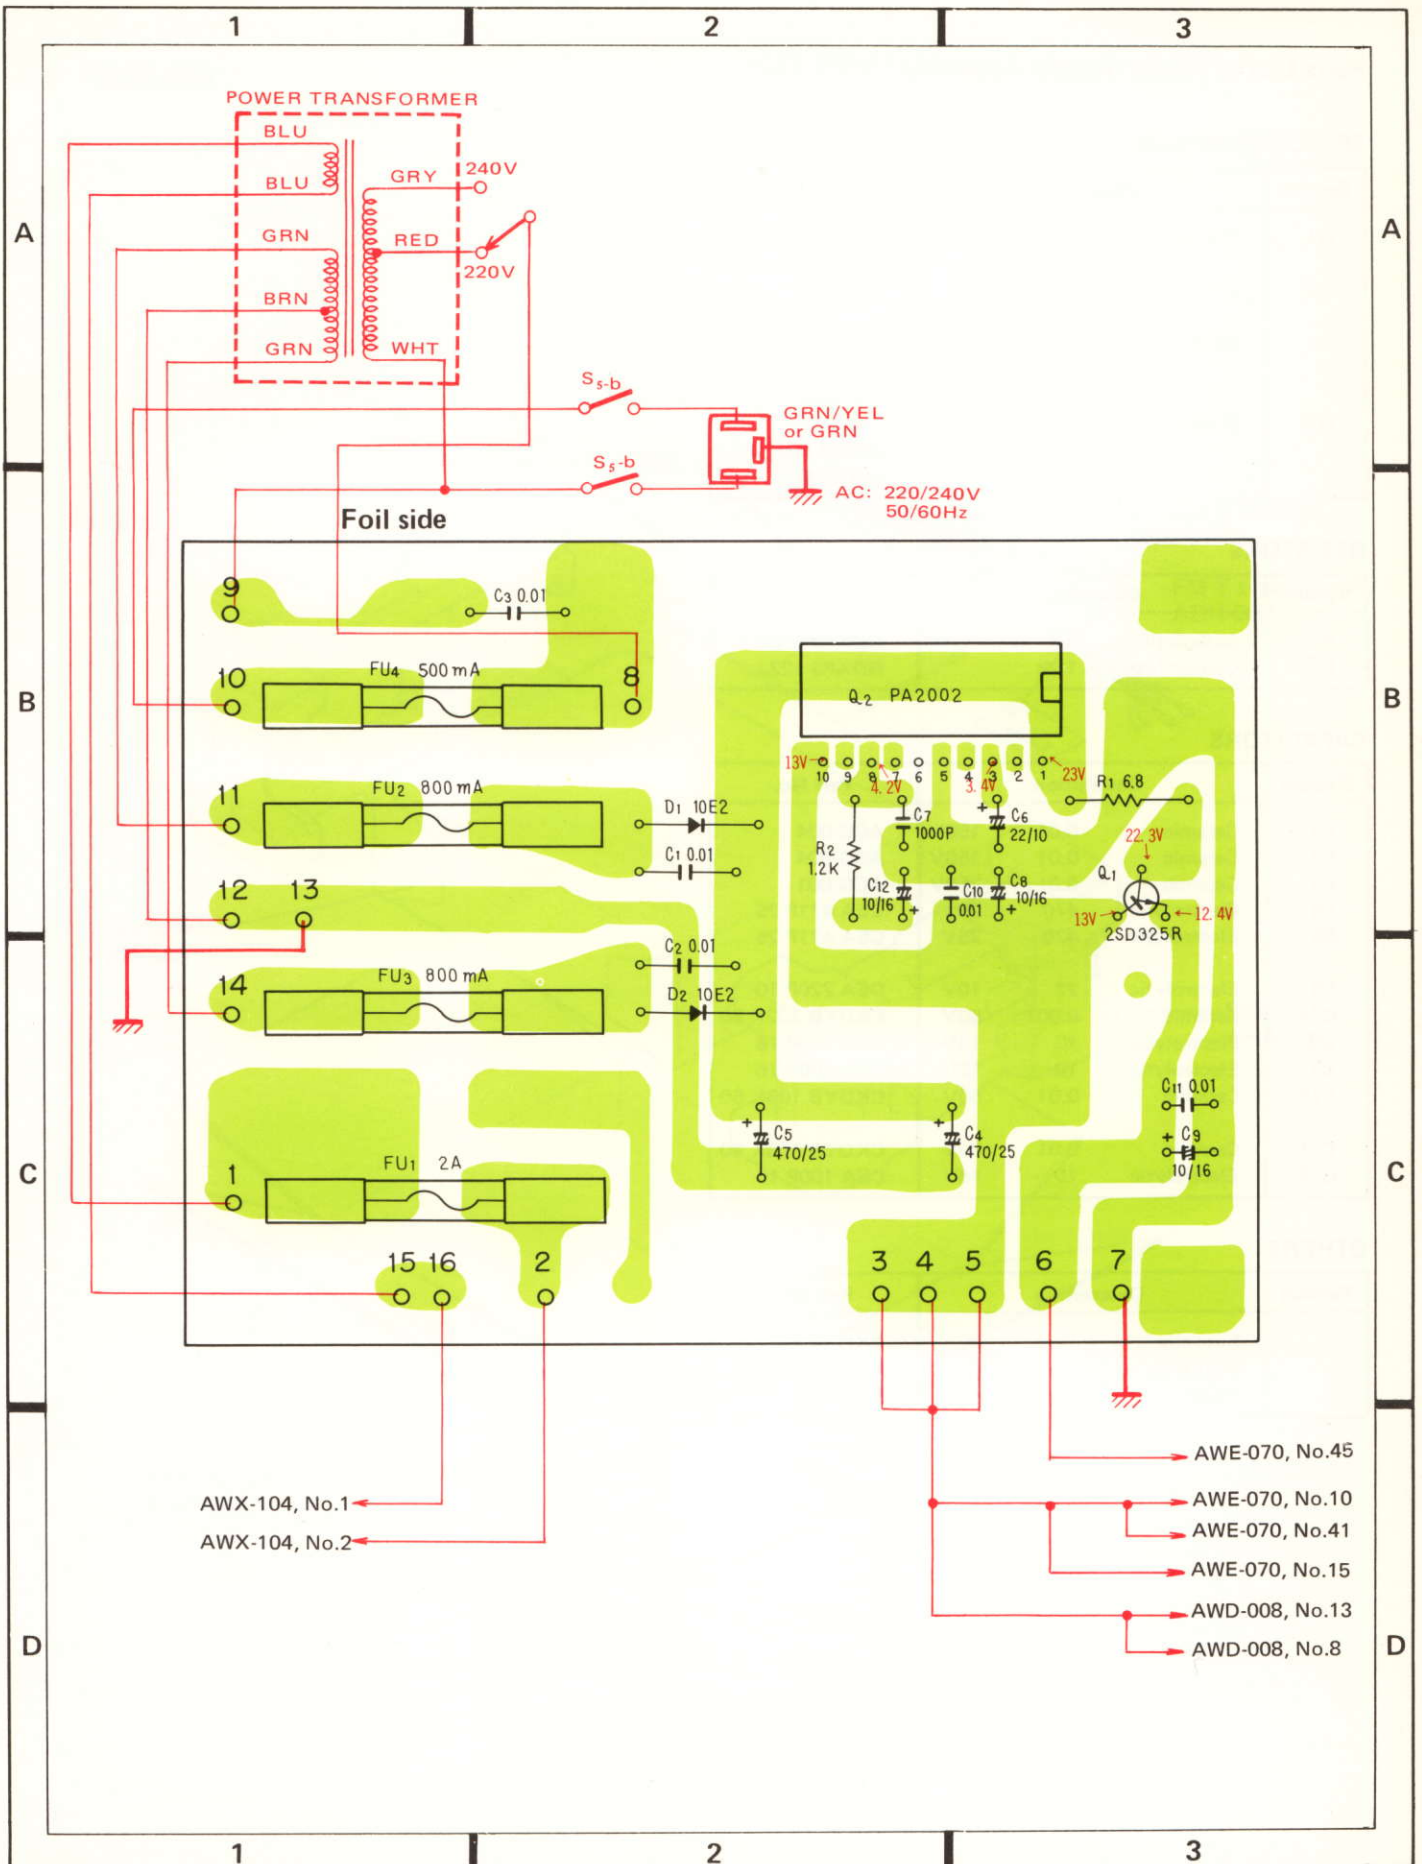 1 2 3
POWER TRANSFORMER
BLU
BLU
GRN
BRN
GRN
GRY
RED
WHT
240V
220V
A A
S5-b
S5-b
GRN/YEL
or GRN
AC: 220/240V
50/60Hz
Foil side
9
C3 0.01
10
FU4 500mA
8
B B
Q2 PA2002
13V
10 9 8 7 6 5 4 3 2 1
4.2V
3.4V
23V
11
FU2 800mA
D1 10E2
C1 0.01
R1 6.8
C7
1000P
C6
22/10
R2
1.2K
C12
10/16
C10
0.01
C8
10/16
22.3V
Q1
13V
12.4V
2SD325R
12 13
C2 0.01
D2 10E2
14
FU3 800mA
C11 0.01
C9
10/16
C5
470/25
C4
470/25
C C
1
FU1 2A
15 16 2
3 4 5 6 7
AWX-104, No.1
AWX-104, No.2
AWE-070, No.45
AWE-070, No.10
AWE-070, No.41
AWE-070, No.15
AWD-008, No.13
AWD-008, No.8
D D
1 2 3